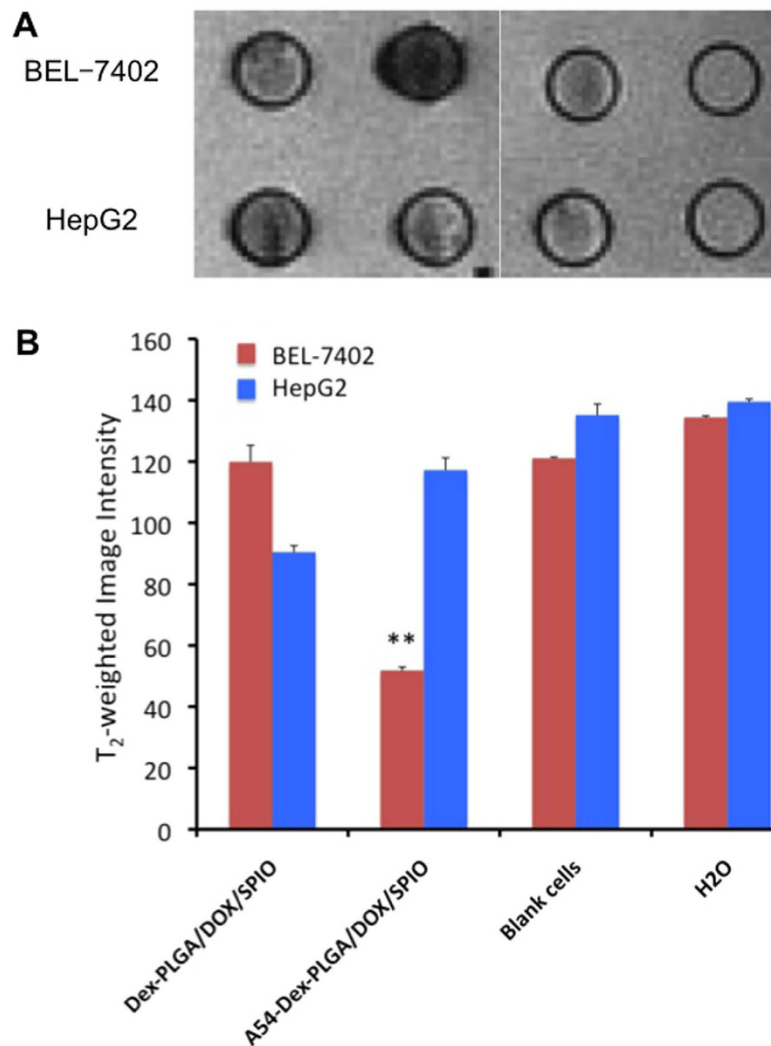 A
BEL-7402
HepG2
B
160
140
120
100
80
60
40
20
0
T₂-weighted Image Intensity
BEL-7402
HepG2
**
Dex-PLGA/DOX/SPIO
A54-Dex-PLGA/DOX/SPIO
Blank cells
H2O